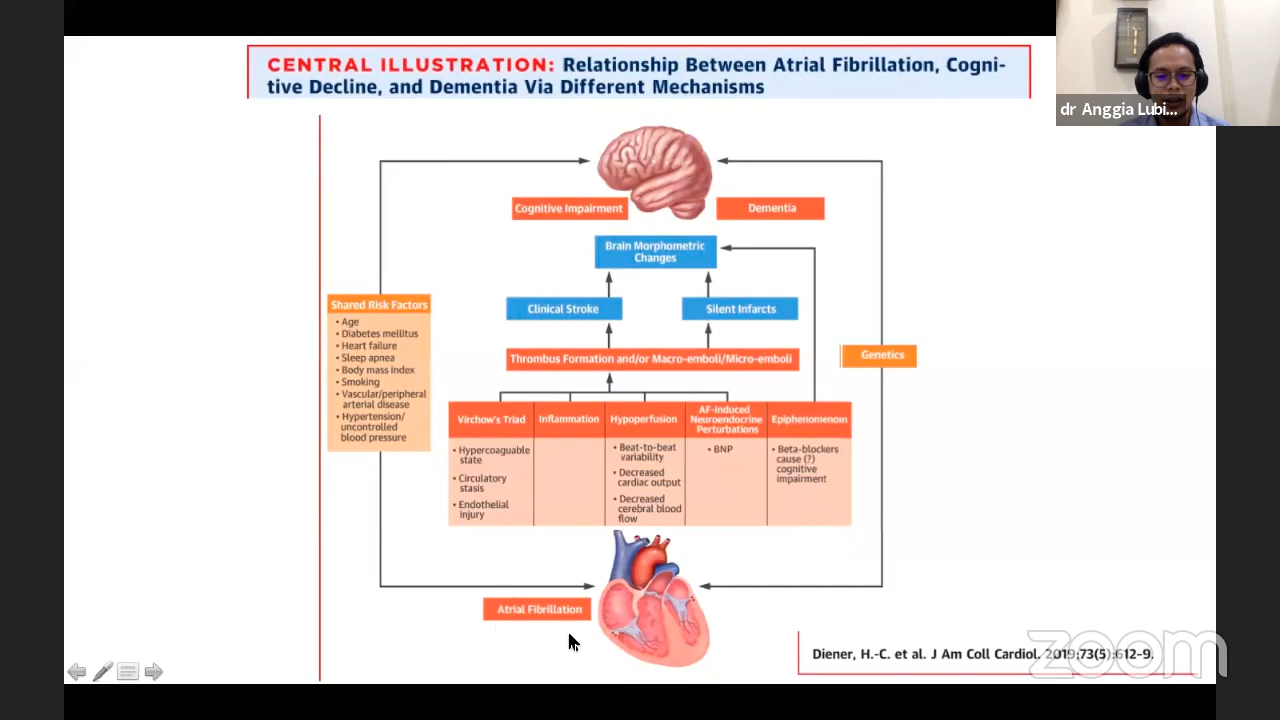 CENTRAL ILLUSTRATION: Relationship Between Atrial Fibrillation, Cogni-
tive Decline, and Dementia Via Different Mechanisms
dr Anggia Lubi...
Cognitive Impairment
Dementia
Brain Morphometric
Changes
Clinical Stroke
Silent Infarcts
Shared Risk Factors
• Age
• Diabetes mellitus
• Heart failure
• Sleep apnea
• Body mass index
• Smoking
• Vascular/peripheral
arterial disease
• Hypertension/
uncontrolled
blood pressure
Thrombus Formation and/or Macro-emboli/Micro-emboli
Genetics
Virchow's Triad
• Hypercoaguable
state
• Circulatory
stasis
• Endothelial
injury
Inflammation
Hypoperfusion
• Beat-to-beat
variability
• Decreased
cardiac output
• Decreased
cerebral blood
flow
AF-induced
Neuroendocrine
Perturbations
• BNP
Epiphenomenon
• Beta-blockers
cause (?)
cognitive
impairment
Atrial Fibrillation
Diener, H.-C. et al. J Am Coll Cardiol. 2019;73(5):612-9.
zoom